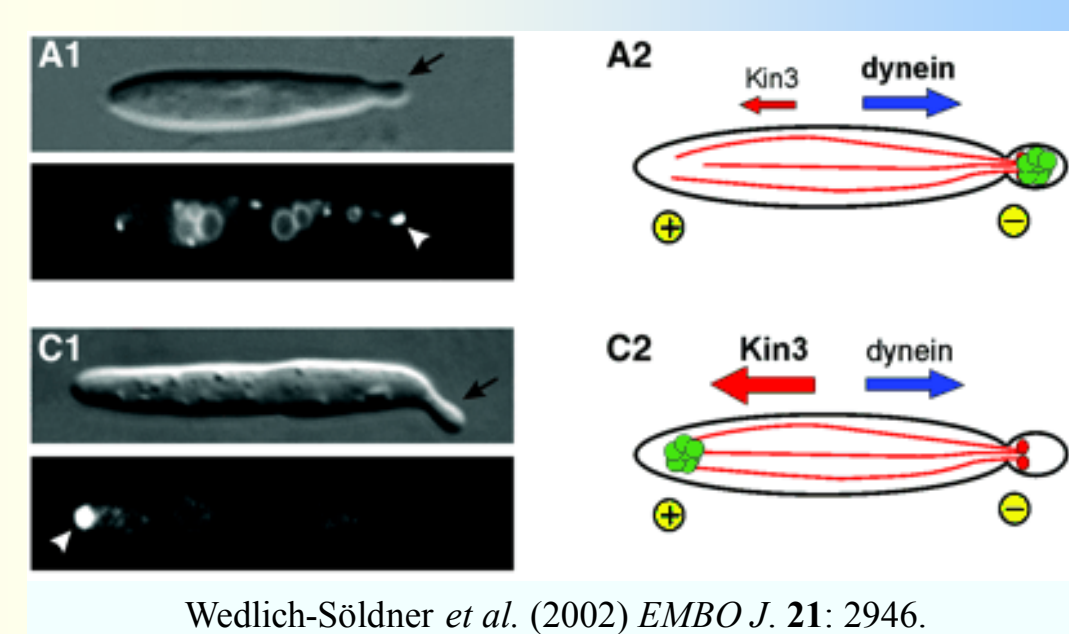 A1
A2
Kin3
dynein
+
−
C1
C2
Kin3
dynein
+
−
Wedlich-Söldner et al. (2002) EMBO J. 21: 2946.